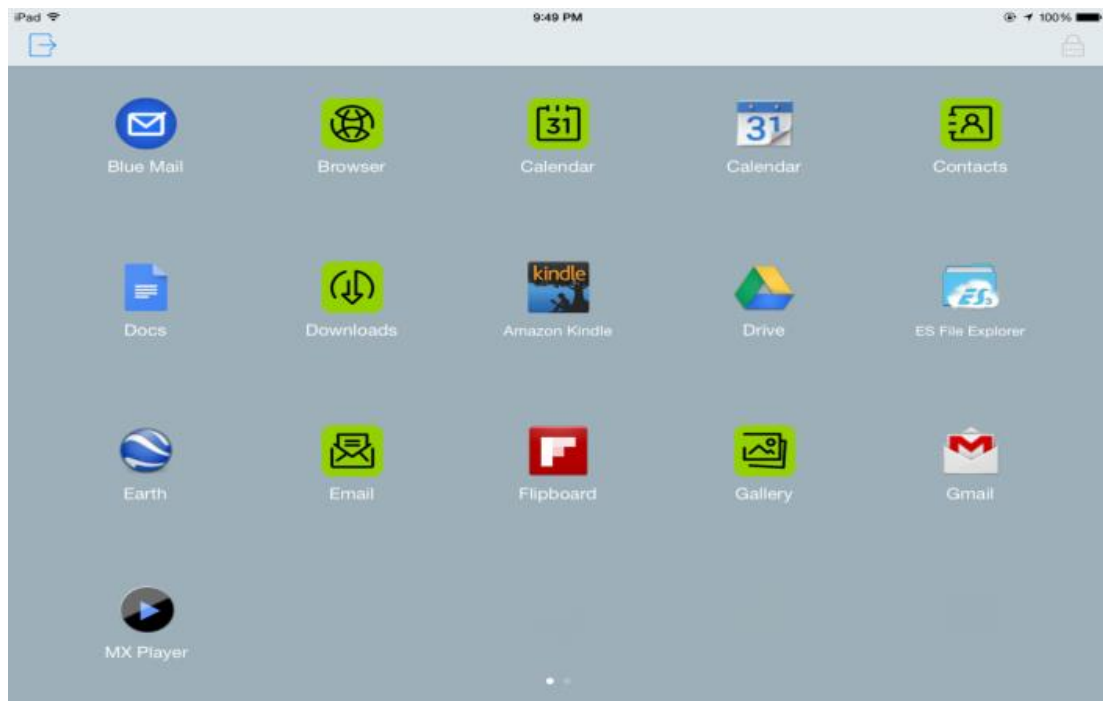 iPad 9:49 PM 100%
31 31
Blue Mail Browser Calendar Calendar Contacts
kindle ES
Docs Downloads Amazon Kindle Drive ES File Explorer
Earth Email Flipboard Gallery Gmail
MX Player